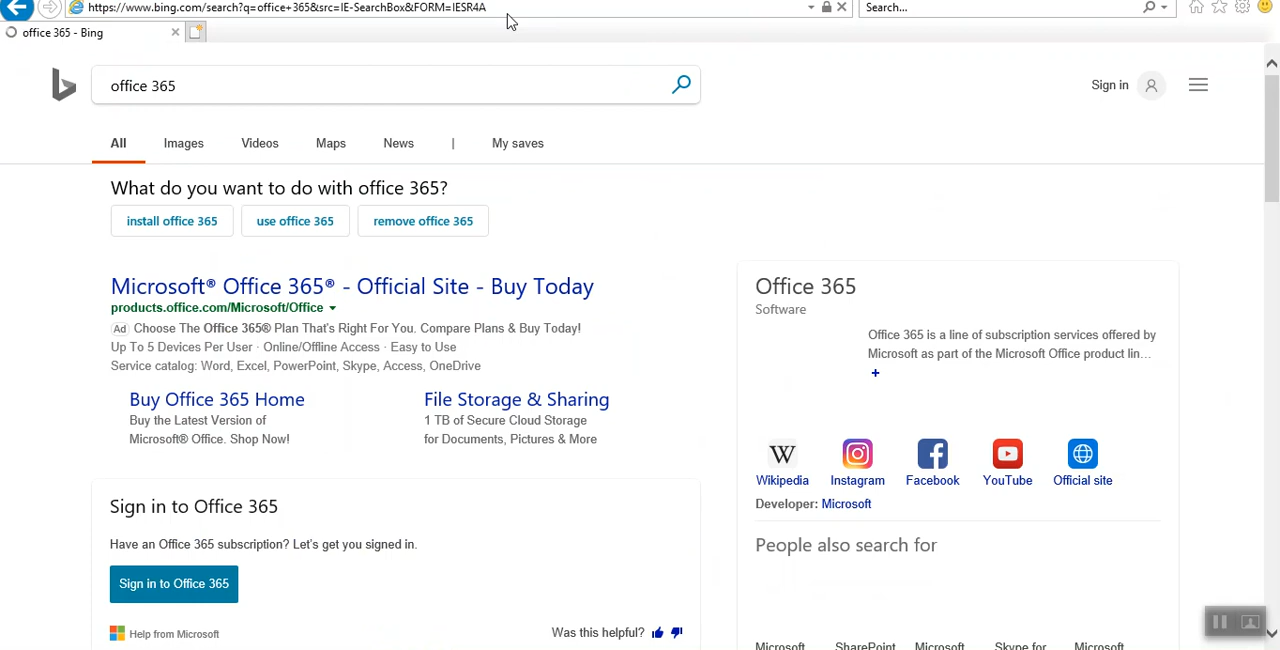 https://www.bing.com/search?q=office+365&src=IE-SearchBox&FORM=IESR4A
Search...
office 365 - Bing
office 365
Sign in
All Images Videos Maps News | My saves
What do you want to do with office 365?
install office 365 use office 365 remove office 365
Microsoft® Office 365® - Official Site - Buy Today
products.office.com/Microsoft/Office
Ad Choose The Office 365® Plan That's Right For You. Compare Plans & Buy Today!
Up To 5 Devices Per User · Online/Offline Access · Easy to Use
Service catalog: Word, Excel, PowerPoint, Skype, Access, OneDrive
Buy Office 365 Home
Buy the Latest Version of
Microsoft® Office. Shop Now!
File Storage & Sharing
1 TB of Secure Cloud Storage
for Documents, Pictures & More
Sign in to Office 365
Have an Office 365 subscription? Let's get you signed in.
Sign in to Office 365
Help from Microsoft
Was this helpful?
Office 365
Software
Office 365 is a line of subscription services offered by
Microsoft as part of the Microsoft Office product lin...
+
W
Wikipedia Instagram Facebook YouTube Official site
Developer: Microsoft
People also search for
Microsoft SharePoint Microsoft Skype for Microsoft